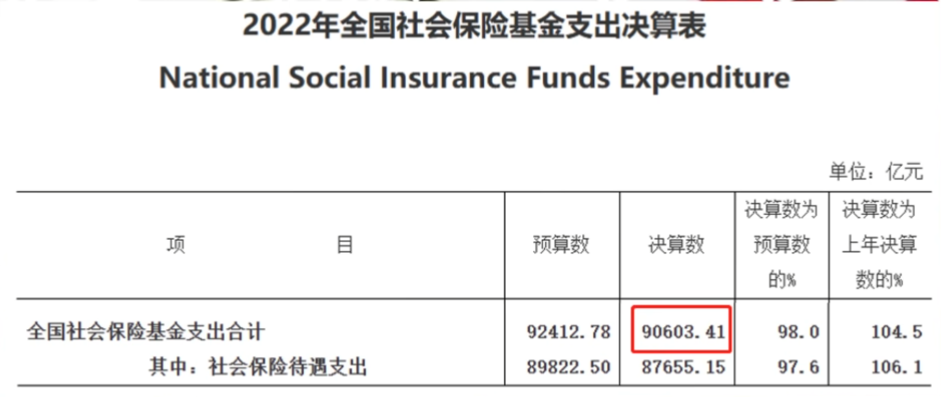 2022年全国社会保险基金支出决算表
National Social Insurance Funds Expenditure
单位：亿元
项 目 预算数 决算数 决算数为预算数的% 决算数为上年决算数的%
全国社会保险基金支出合计 92412.78 90603.41 98.0 104.5
其中：社会保险待遇支出 89822.50 87655.15 97.6 106.1